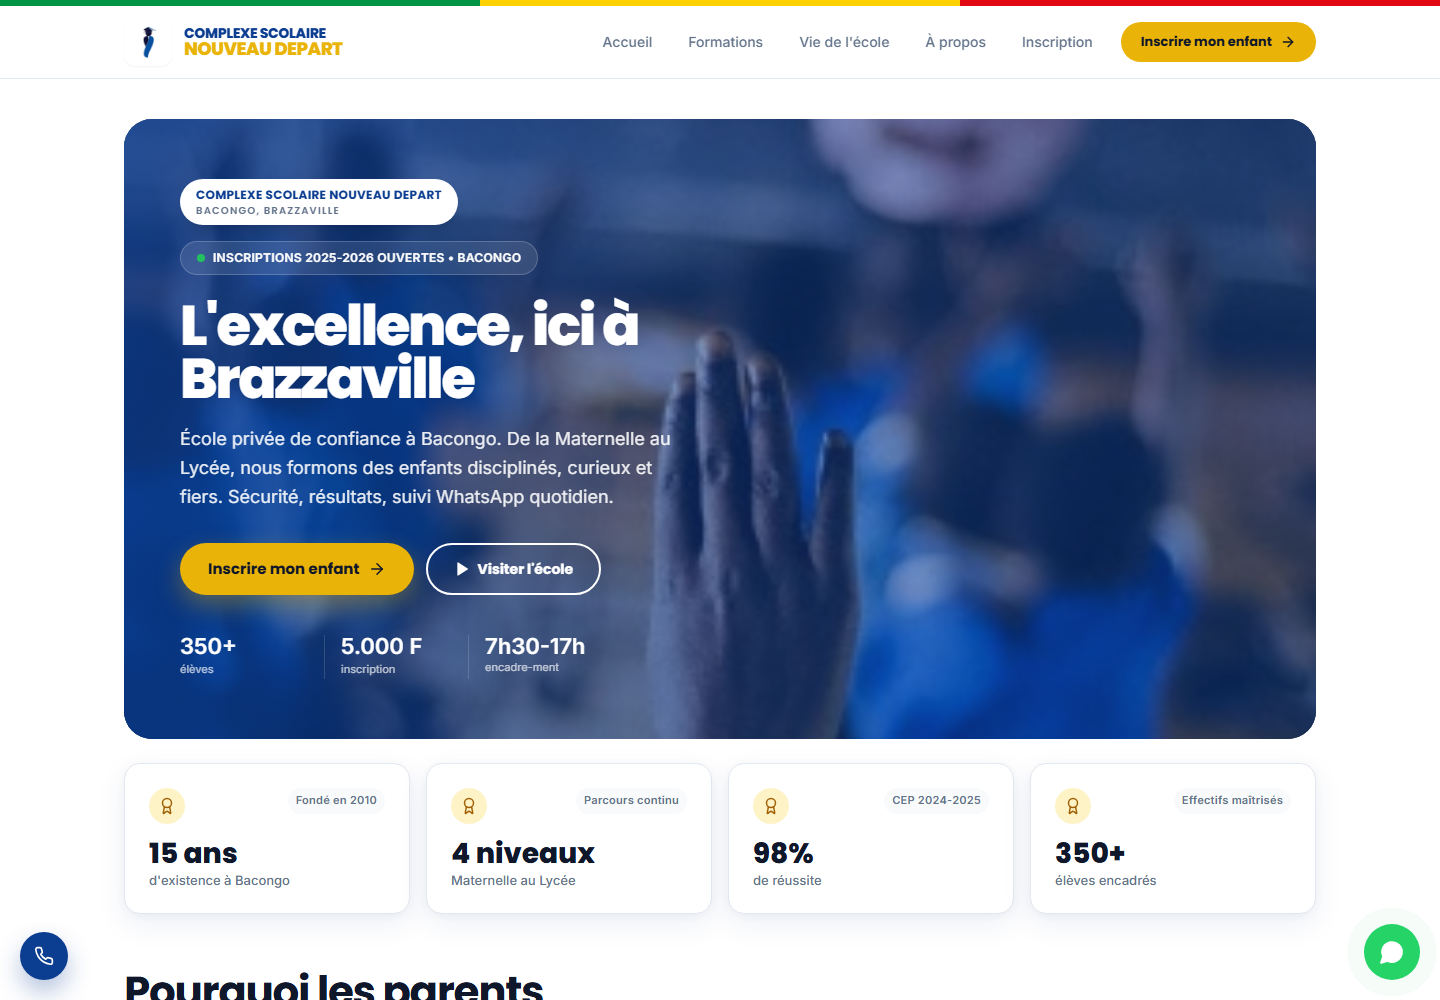 COMPLEXE SCOLAIRE
NOUVEAU DEPART
Accueil
Formations
Vie de l'école
À propos
Inscription
Inscrire mon enfant
COMPLEXE SCOLAIRE NOUVEAU DEPART
BACONGO, BRAZZAVILLE
INSCRIPTIONS 2025-2026 OUVERTES • BACONGO
L'excellence, ici à
Brazzaville
École privée de confiance à Bacongo. De la Maternelle au
Lycée, nous formons des enfants disciplinés, curieux et
fiers. Sécurité, résultats, suivi WhatsApp quotidien.
Inscrire mon enfant
Visiter l'école
350+
élèves
5.000 F
inscription
7h30-17h
encadre-ment
Fondé en 2010
15 ans
d'existence à Bacongo
Parcours continu
4 niveaux
Maternelle au Lycée
CEP 2024-2025
98%
de réussite
Effectifs maîtrisés
350+
élèves encadrés
Pourquoi les parents